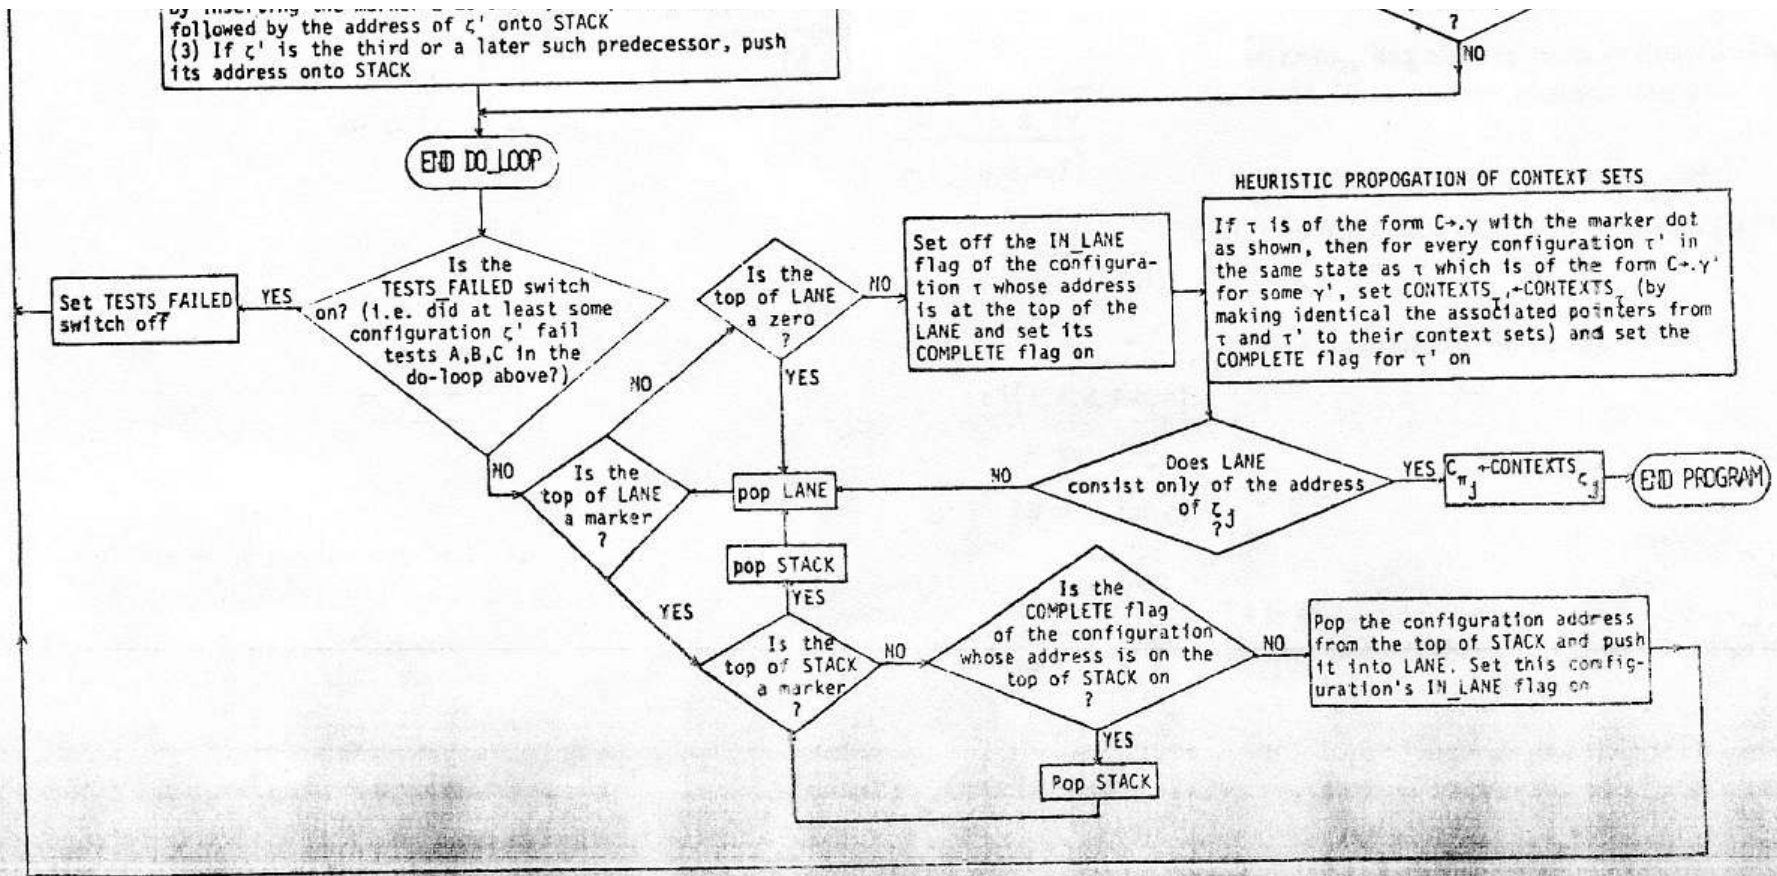 followed by the address of ζ' onto STACK
(3) If ζ' is the third or a later such predecessor, push
its address onto STACK
?
NO
END DO_LOOP
HEURISTIC PROPOGATION OF CONTEXT SETS
If τ is of the form C→.γ with the marker dot
as shown, then for every configuration τ' in
the same state as τ which is of the form C→.γ'
for some γ', set CONTEXTS_τ'←CONTEXTS_τ (by
making identical the associated pointers from
τ and τ' to their context sets) and set the
COMPLETE flag for τ' on
Set off the IN_LANE
flag of the configura-
tion τ whose address
is at the top of the
LANE and set its
COMPLETE flag on
Is the
top of LANE
a zero
?
NO
YES
Is the
TESTS_FAILED switch
on? (i.e. did at least some
configuration ζ' fail
tests A,B,C in the
do-loop above?)
YES
Set TESTS_FAILED
switch off
NO
NO
Is the
top of LANE
a marker
?
pop LANE
NO
Does LANE
consist only of the address
of ζj
?
YES
Cπj ←CONTEXTSζj
END PROGRAM
pop STACK
YES
YES
Is the
top of STACK
a marker
?
NO
Is the
COMPLETE flag
of the configuration
whose address is on the
top of STACK on
?
NO
Pop the configuration address
from the top of STACK and push
it into LANE. Set this config-
uration's IN_LANE flag on
YES
Pop STACK